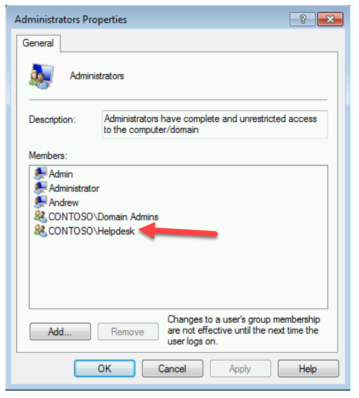 Administrators Properties
General
Administrators
Description:
Administrators have complete and unrestricted access
to the computer/domain
Members:
Admin
Administrator
Andrew
CONTOSO\Domain Admins
CONTOSO\Helpdesk
Add...
Remove
Changes to a user's group membership
are not effective until the next time the
user logs on.
OK
Cancel
Apply
Help